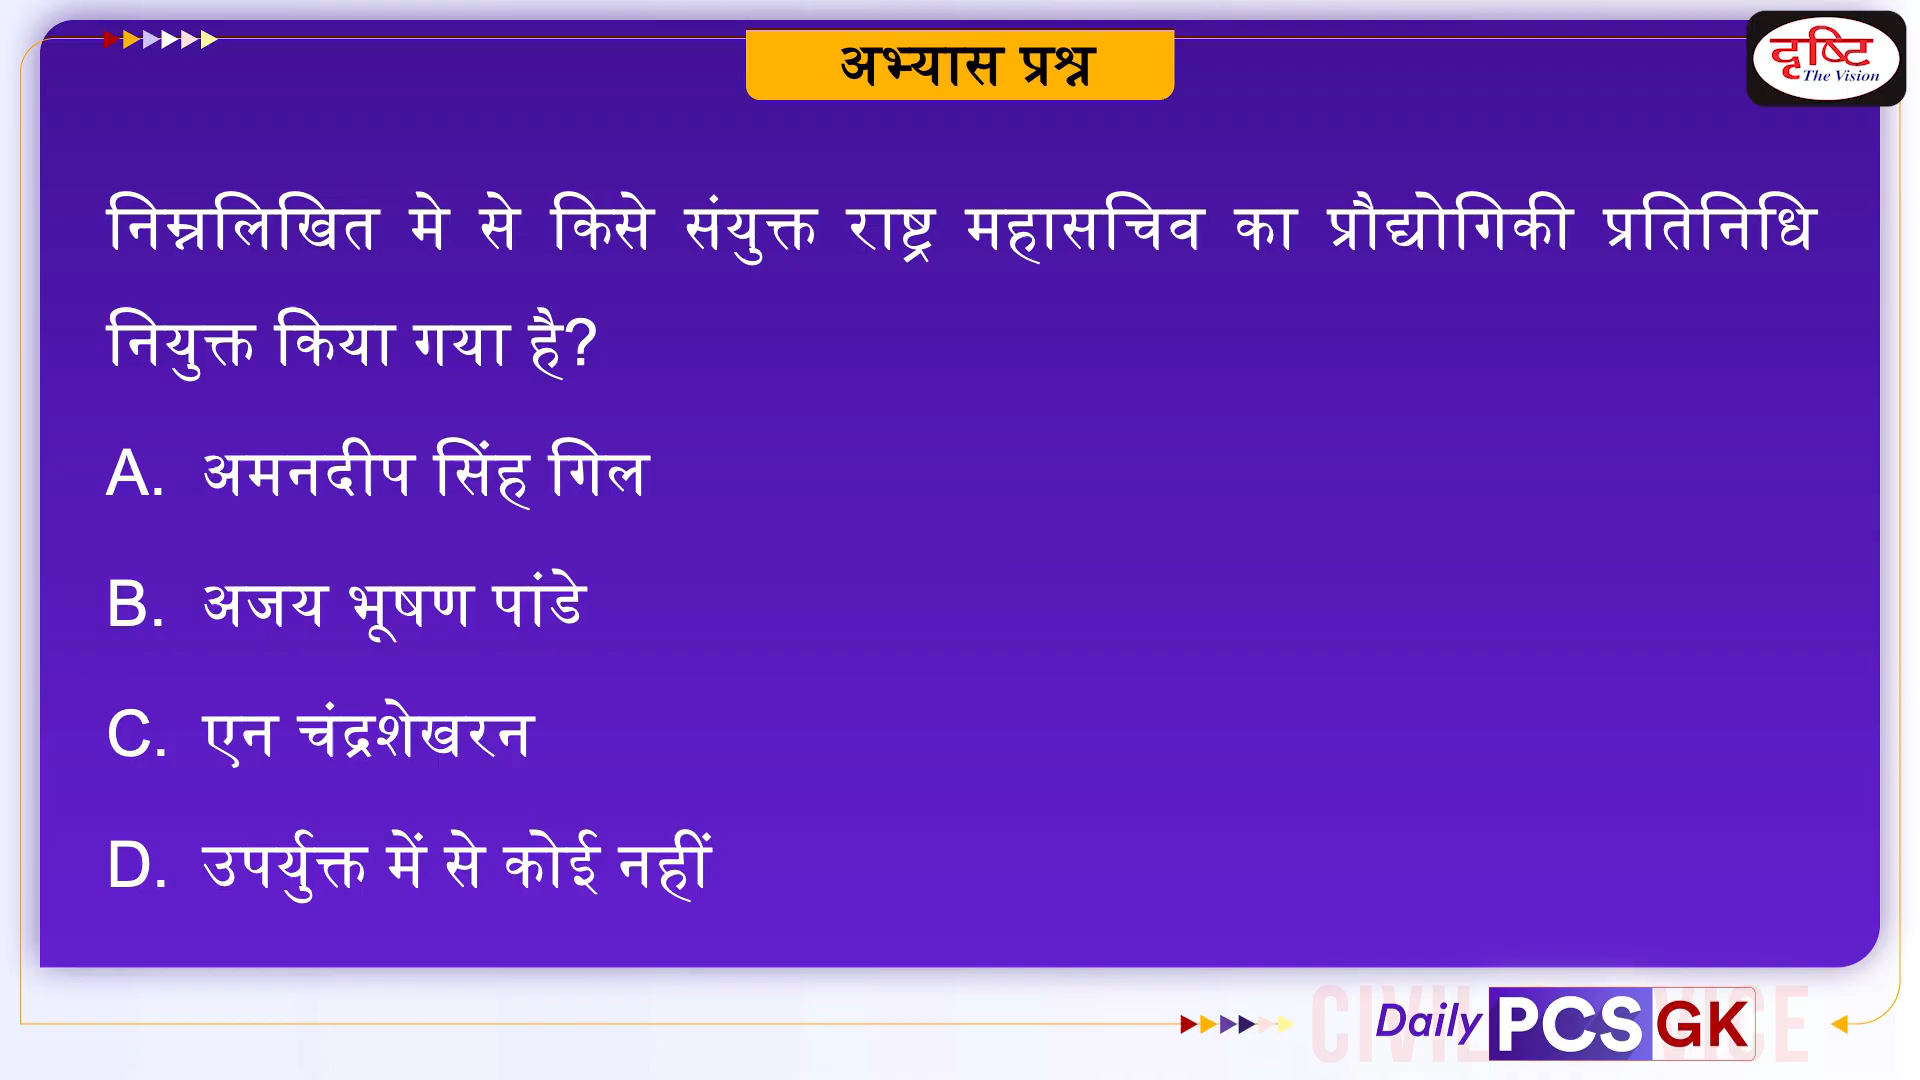 अभ्यास प्रश्न
दृष्टि
The Vision
निम्नलिखित मे से किसे संयुक्त राष्ट्र महासचिव का प्रौद्योगिकी प्रतिनिधि
नियुक्त किया गया है?
A. अमनदीप सिंह गिल
B. अजय भूषण पांडे
C. एन चंद्रशेखरन
D. उपर्युक्त में से कोई नहीं
Daily PCS GK